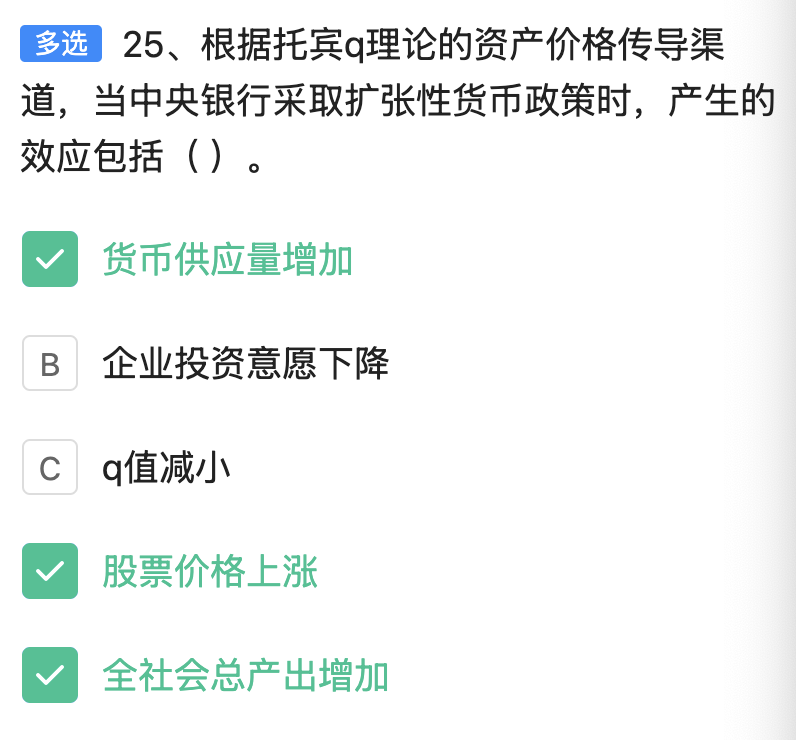 多选 25、根据托宾q理论的资产价格传导渠
道，当中央银行采取扩张性货币政策时，产生的
效应包括（ ）。
货币供应量增加
B 企业投资意愿下降
C q值减小
股票价格上涨
全社会总产出增加